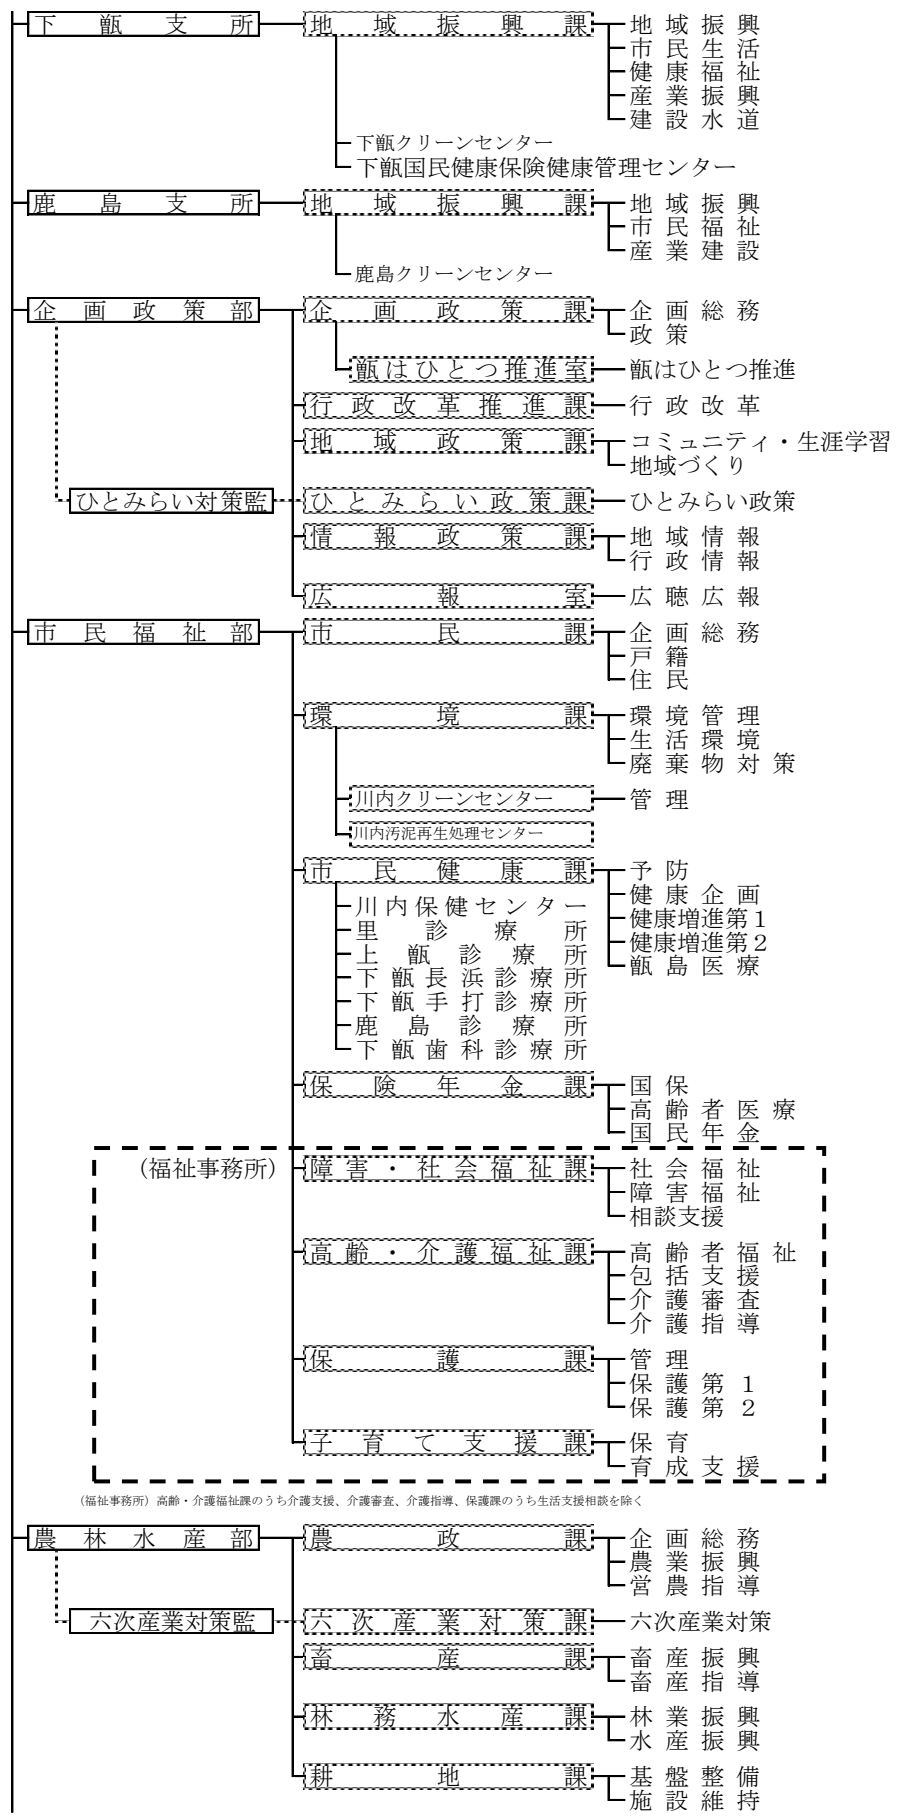 下甑支所 地域振興課 地域振興
市民生活
健康福祉
産業振興
建設水道
下甑クリーンセンター
下甑国民健康保険健康管理センター
鹿島支所 地域振興課 地域振興
市民福祉
産業建設
鹿島クリーンセンター
企画政策部 企画政策課 企画総務
政策
甑はひとつ推進室 甑はひとつ推進
行政改革推進課 行政改革
地域政策課 コミュニティ・生涯学習
地域づくり
ひとみらい対策監 ひとみらい政策課 ひとみらい政策
情報政策課 地域情報
行政情報
広報室 広聴広報
市民福祉部 市民課 企画総務
戸籍
住民
環境課 環境管理
生活環境
廃棄物対策
川内クリーンセンター 管理
川内汚泥再生処理センター
市民健康課 予防
健康企画
川内保健センター 健康増進第1
里診療所 健康増進第2
上甑診療所 甑島医療
下甑長浜診療所
下甑手打診療所
鹿島診療所
下甑歯科診療所
保険年金課 国保
高齢者医療
国民年金
(福祉事務所) 障害・社会福祉課 社会福祉
障害福祉
相談支援
高齢・介護福祉課 高齢者福祉
包括支援
介護審査
介護指導
保護課 管理
保護第1
保護第2
子育て支援課 保育
育成支援
(福祉事務所) 高齢・介護福祉課のうち介護支援、介護審査、介護指導、保護課のうち生活支援相談を除く
農林水産部 農政課 企画総務
農業振興
営農指導
六次産業対策監 六次産業対策課 六次産業対策
畜産課 畜産振興
畜産指導
林務水産課 林業振興
水産振興
耕地課 基盤整備
施設維持